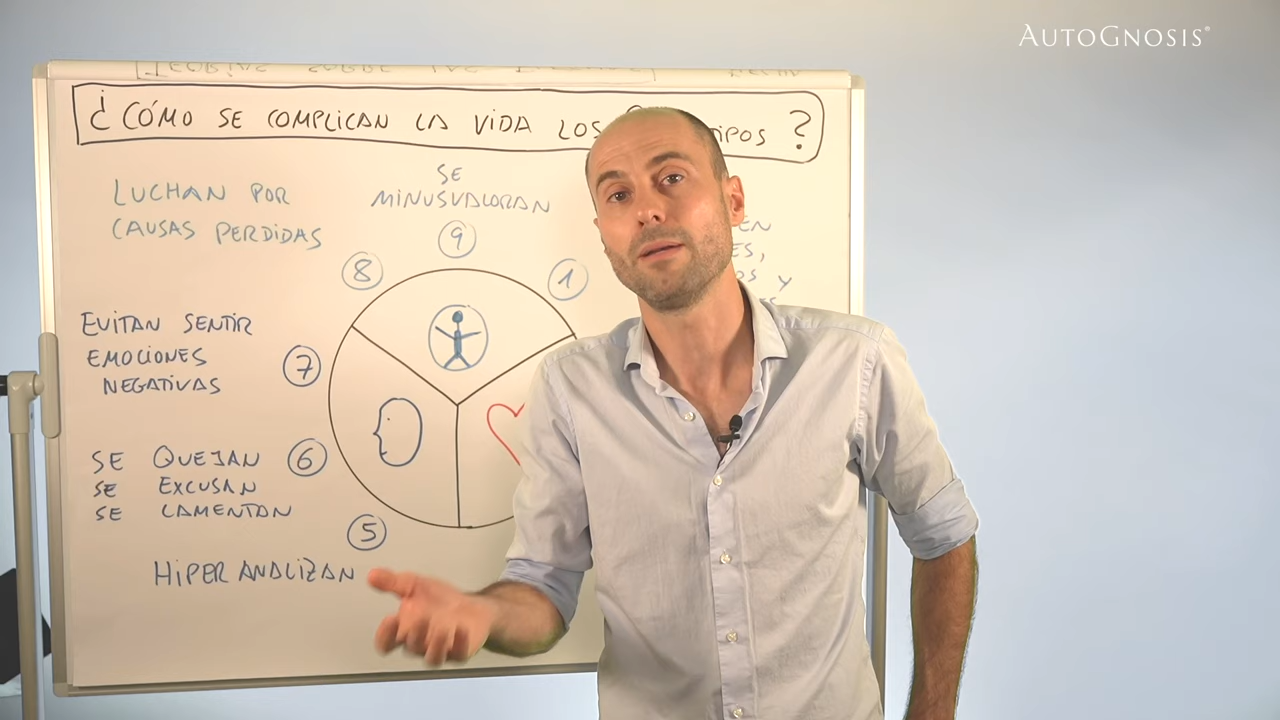 AUTOGNOSIS®
¿CÓMO SE COMPLICAN LA VIDA LOS TIPOS?
LUCHAN POR
CAUSAS PERDIDAS
SE
MINUSVALORAN
9
8
1
EVITAN SENTIR
EMOCIONES
NEGATIVAS
7
SE QUEJAN
SE EXCUSAN
SE LAMENTAN
6
5
HIPERANALIZAN
Y